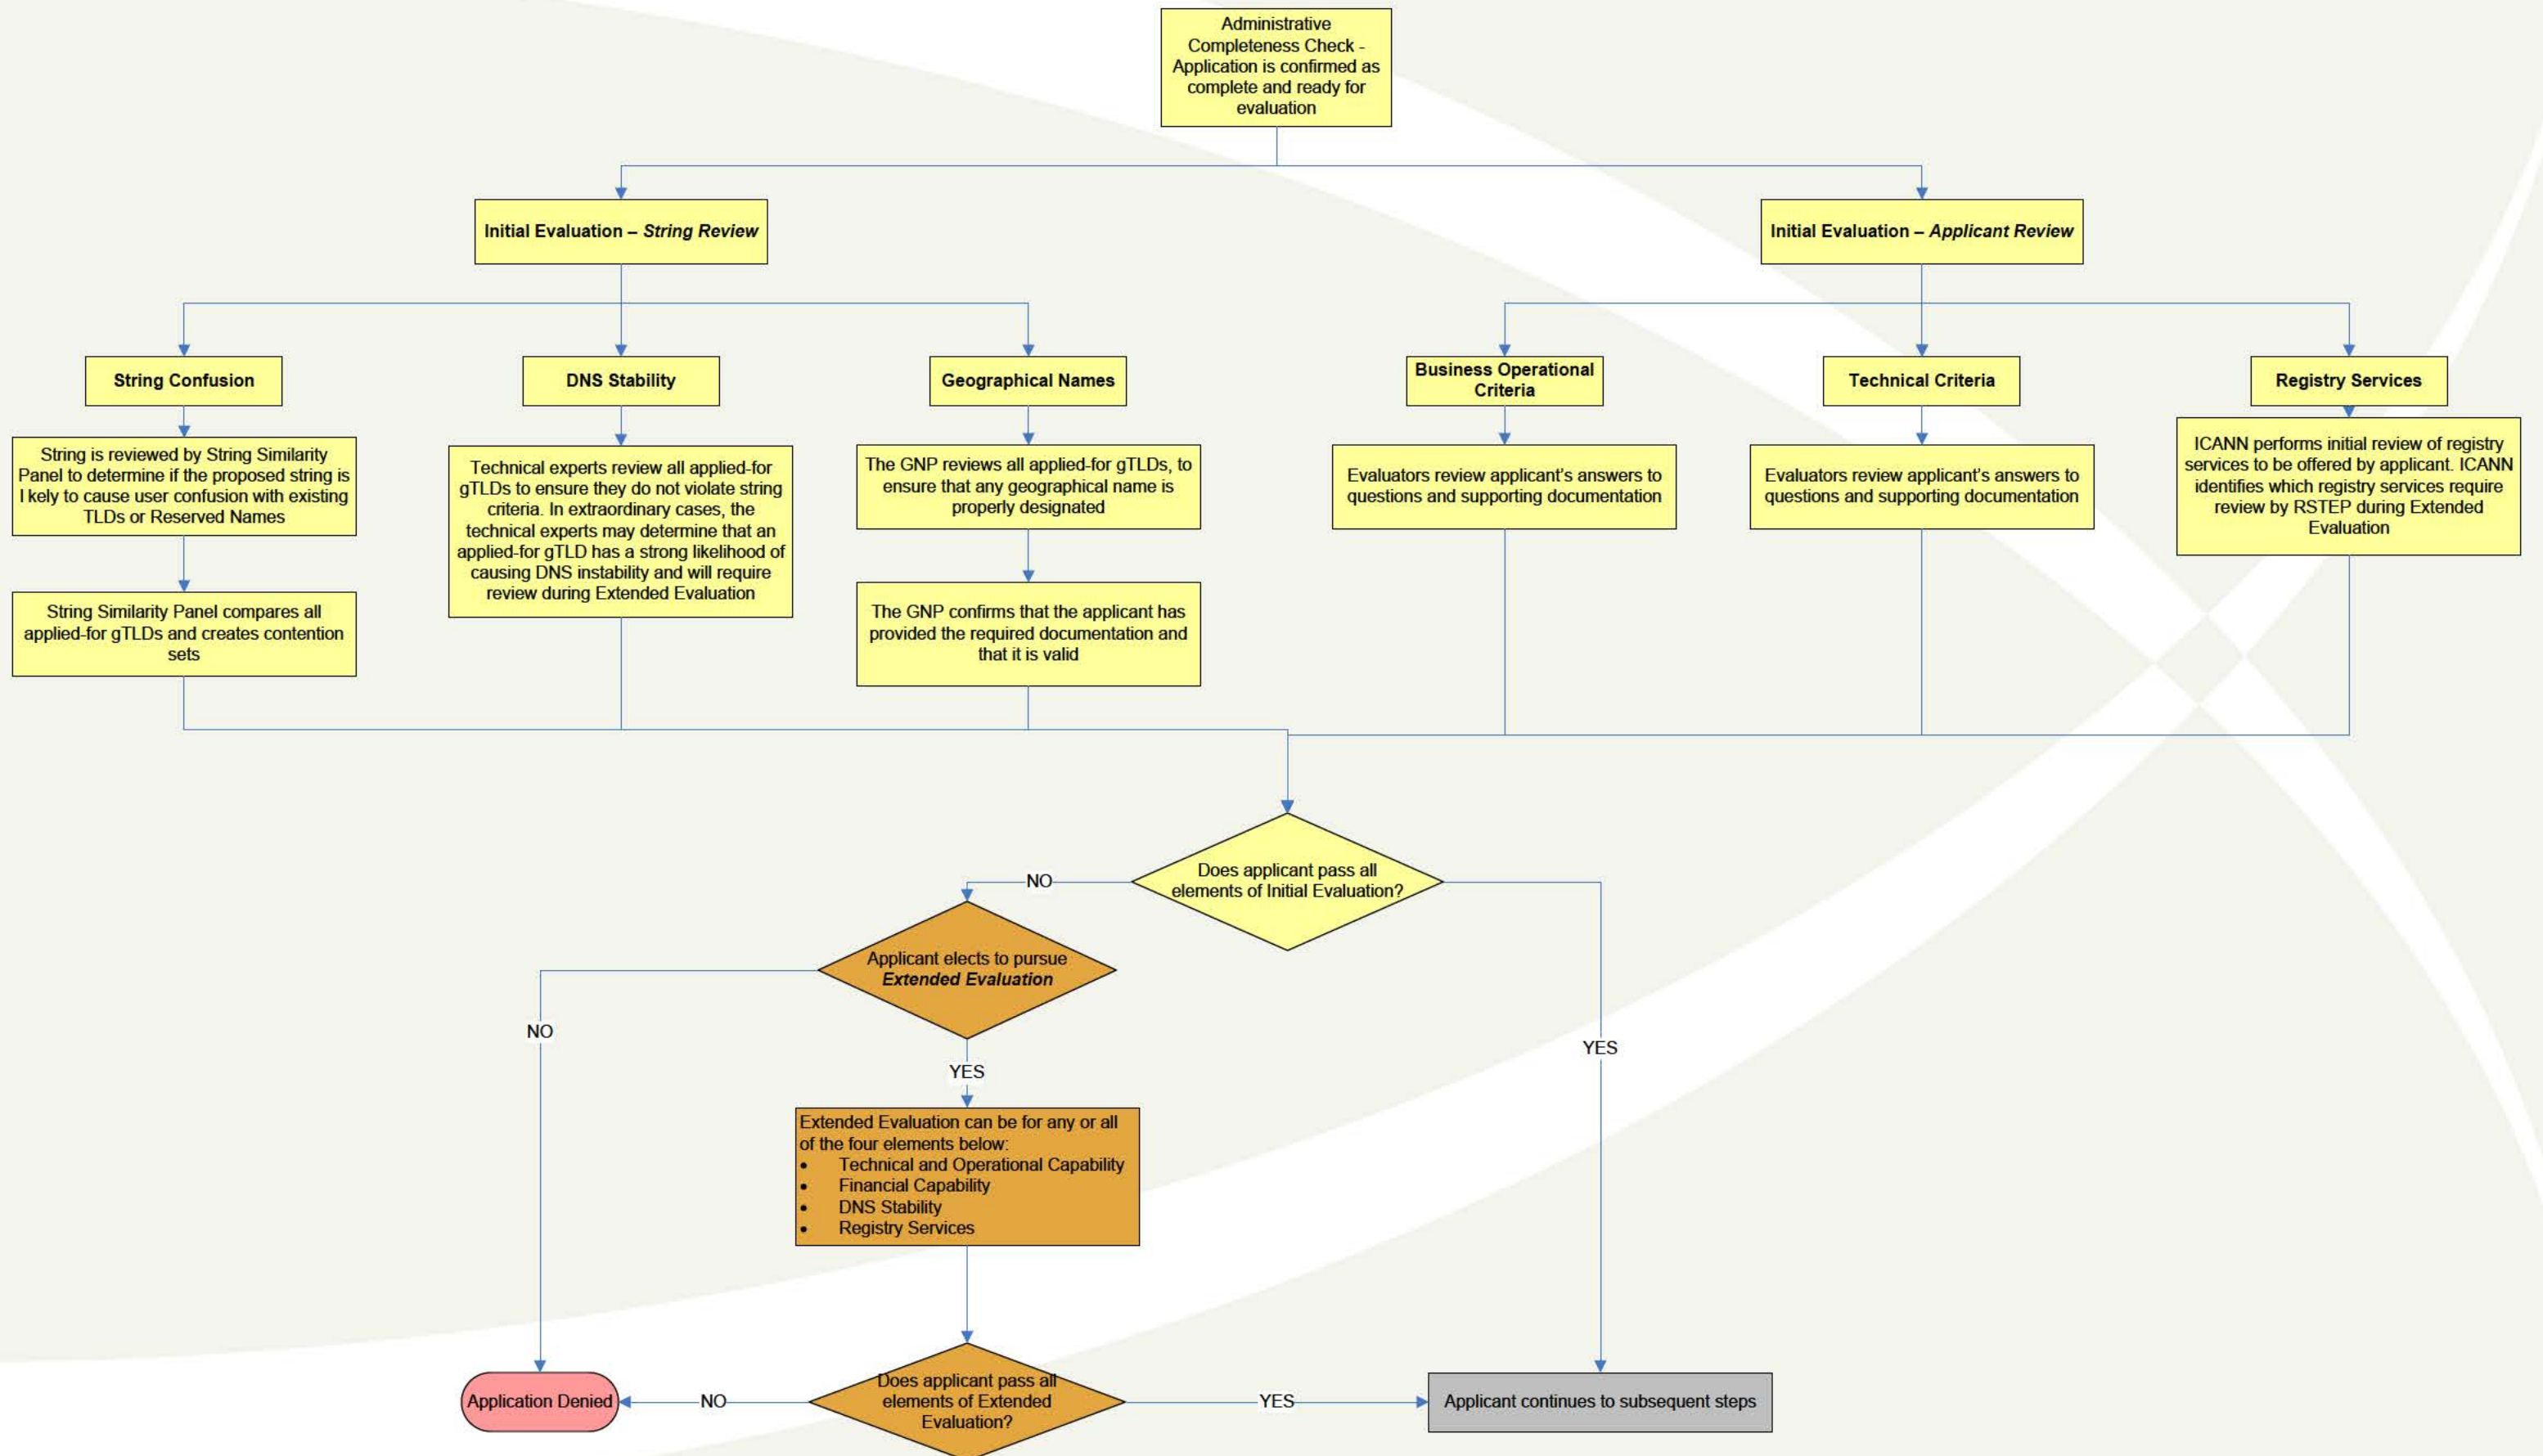 Administrative
Completeness Check -
Application is confirmed as
complete and ready for
evaluation
Initial Evaluation – String Review
Initial Evaluation – Applicant Review
String Confusion
DNS Stability
Geographical Names
Business Operational
Criteria
Technical Criteria
Registry Services
String is reviewed by String Similarity
Panel to determine if the proposed string is
l kely to cause user confusion with existing
TLDs or Reserved Names
Technical experts review all applied-for
gTLDs to ensure they do not violate string
criteria. In extraordinary cases, the
technical experts may determine that an
applied-for gTLD has a strong likelihood of
causing DNS instability and will require
review during Extended Evaluation
The GNP reviews all applied-for gTLDs, to
ensure that any geographical name is
properly designated
Evaluators review applicant's answers to
questions and supporting documentation
Evaluators review applicant's answers to
questions and supporting documentation
ICANN performs initial review of registry
services to be offered by applicant. ICANN
identifies which registry services require
review by RSTEP during Extended
Evaluation
String Similarity Panel compares all
applied-for gTLDs and creates contention
sets
The GNP confirms that the applicant has
provided the required documentation and
that it is valid
Does applicant pass all
elements of Initial Evaluation?
NO
YES
Applicant elects to pursue
Extended Evaluation
NO
YES
Extended Evaluation can be for any or all
of the four elements below:
• Technical and Operational Capability
• Financial Capability
• DNS Stability
• Registry Services
Does applicant pass all
elements of Extended
Evaluation?
NO
YES
Application Denied
Applicant continues to subsequent steps